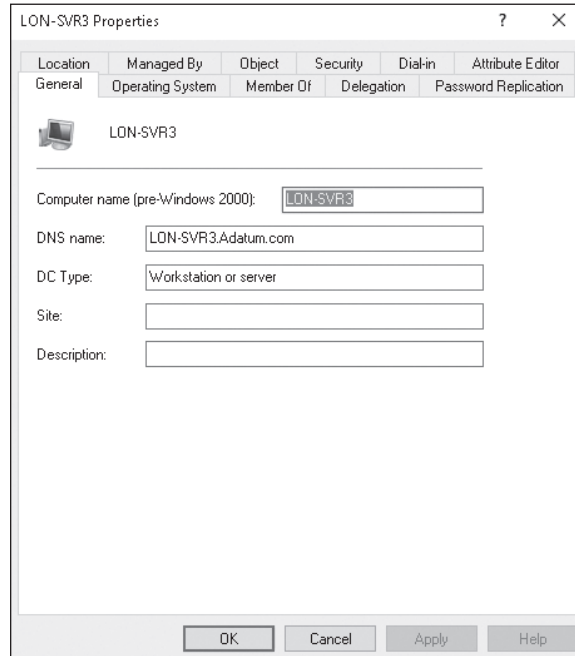 LON-SVR3 Properties
Location Managed By Object Security Dial-in Attribute Editor
General Operating System Member Of Delegation Password Replication
LON-SVR3
Computer name (pre-Windows 2000): LON-SVR3
DNS name: LON-SVR3.Adatum.com
DC Type: Workstation or server
Site:
Description:
OK Cancel Apply Help